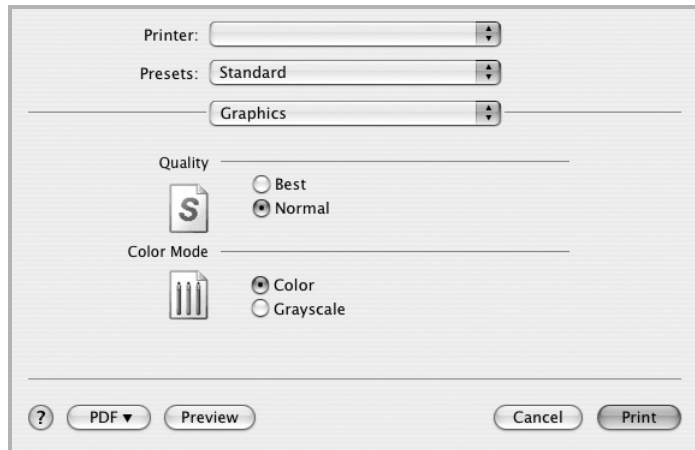 Printer:
Presets: Standard
Graphics
Quality
Best
S
Normal
Color Mode
Color
Grayscale
? PDF ▼ Preview Cancel Print